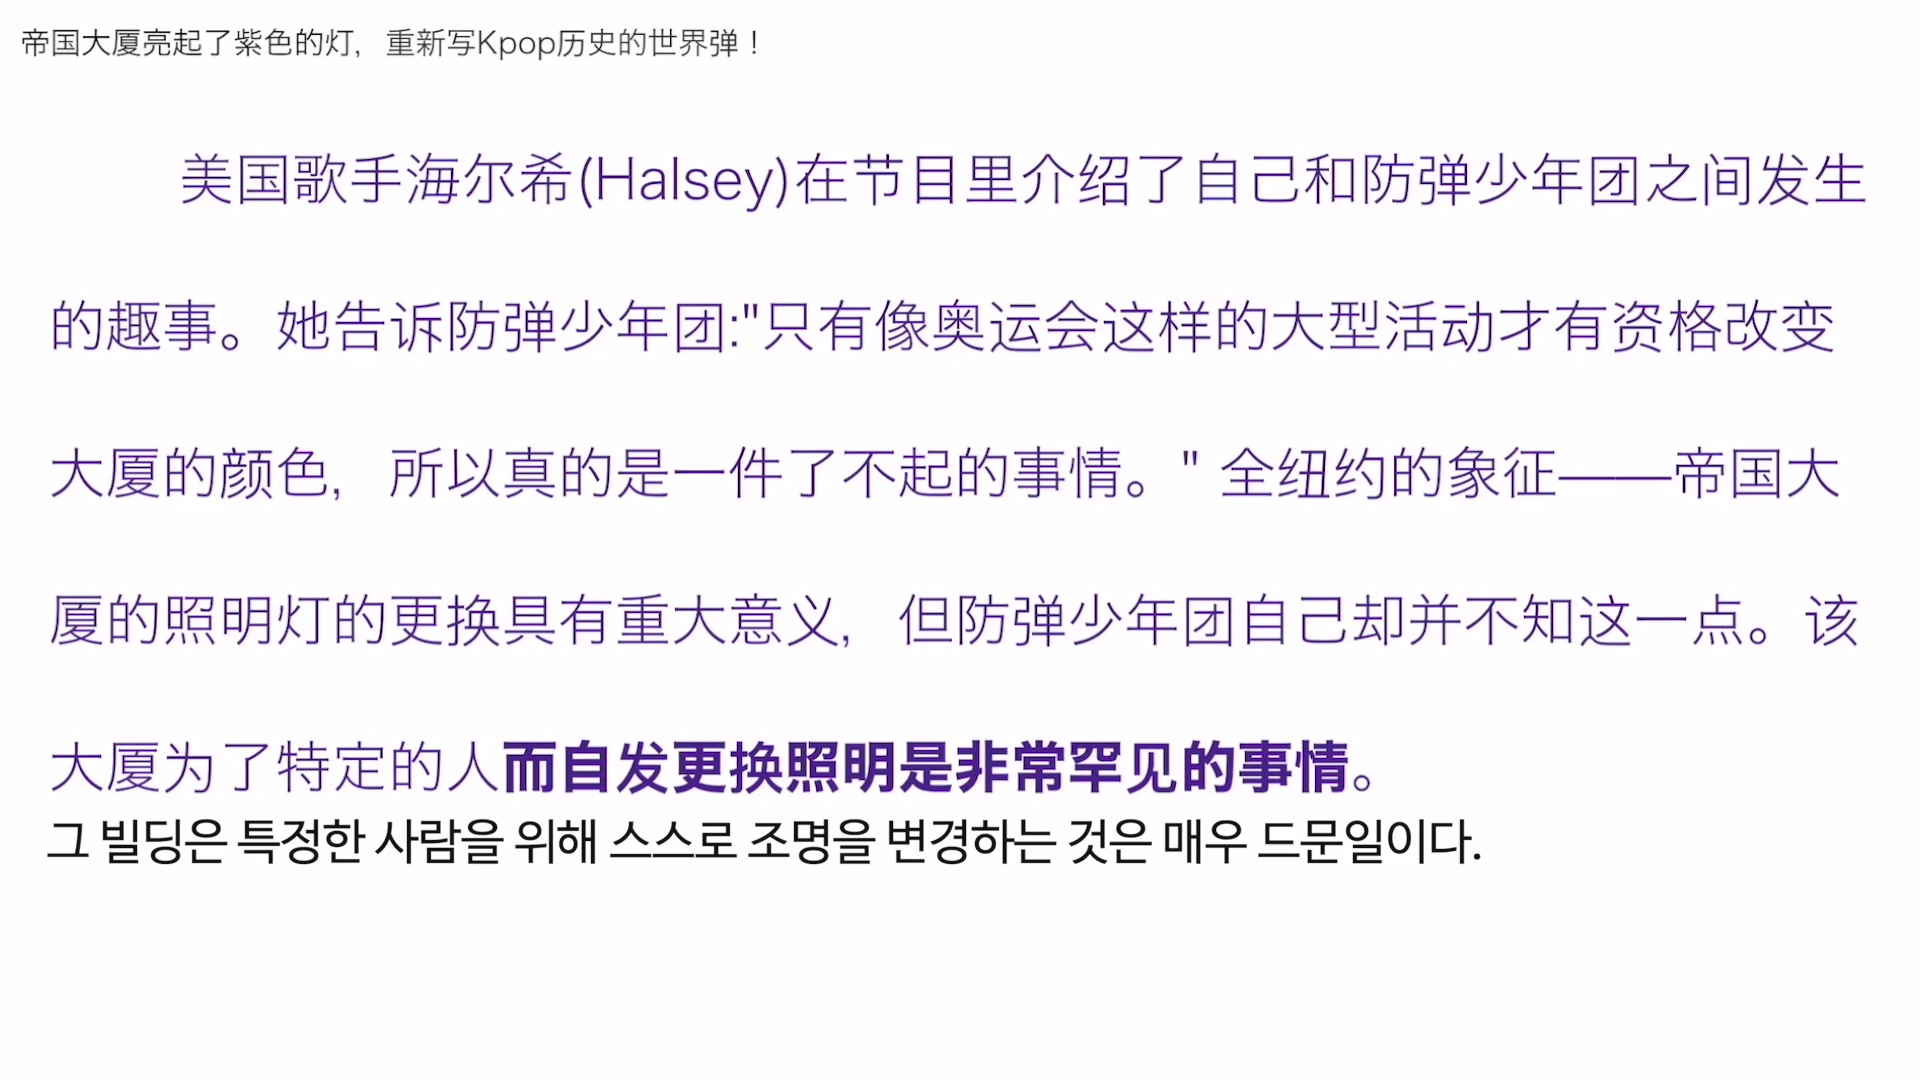 帝国大厦亮起了紫色的灯，重新写Kpop历史的世界弹！
美国歌手海尔希(Halsey)在节目里介绍了自己和防弹少年团之间发生
的趣事。她告诉防弹少年团:"只有像奥运会这样的大型活动才有资格改变
大厦的颜色，所以真的是一件了不起的事情。" 全纽约的象征——帝国大
厦的照明灯的更换具有重大意义，但防弹少年团自己却并不知这一点。该
大厦为了特定的人而自发更换照明是非常罕见的事情。
그 빌딩은 특정한 사람을 위해 스스로 조명을 변경하는 것은 매우 드문일이다.